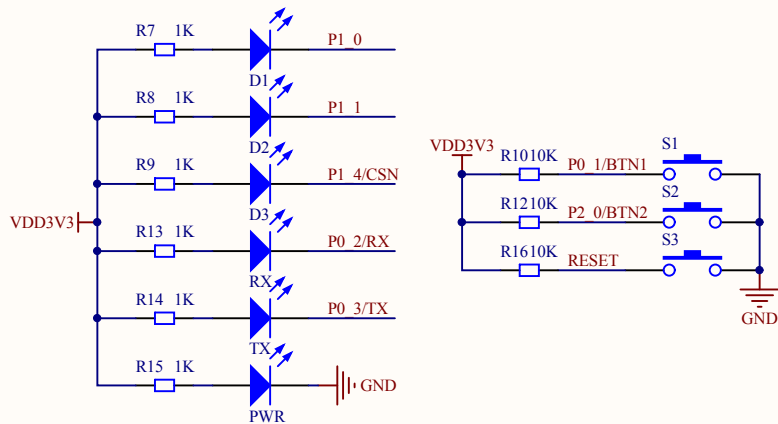 R7 1K
P1_0
D1
R8 1K
P1_1
D2
R9 1K
P1_4/CSN
D3
VDD3V3
R13 1K
P0_2/RX
RX
R14 1K
P0_3/TX
TX
R15 1K
GND
PWR
VDD3V3
S1
R1010K
P0_1/BTN1
S2
R1210K
P2_0/BTN2
S3
R1610K
RESET
GND